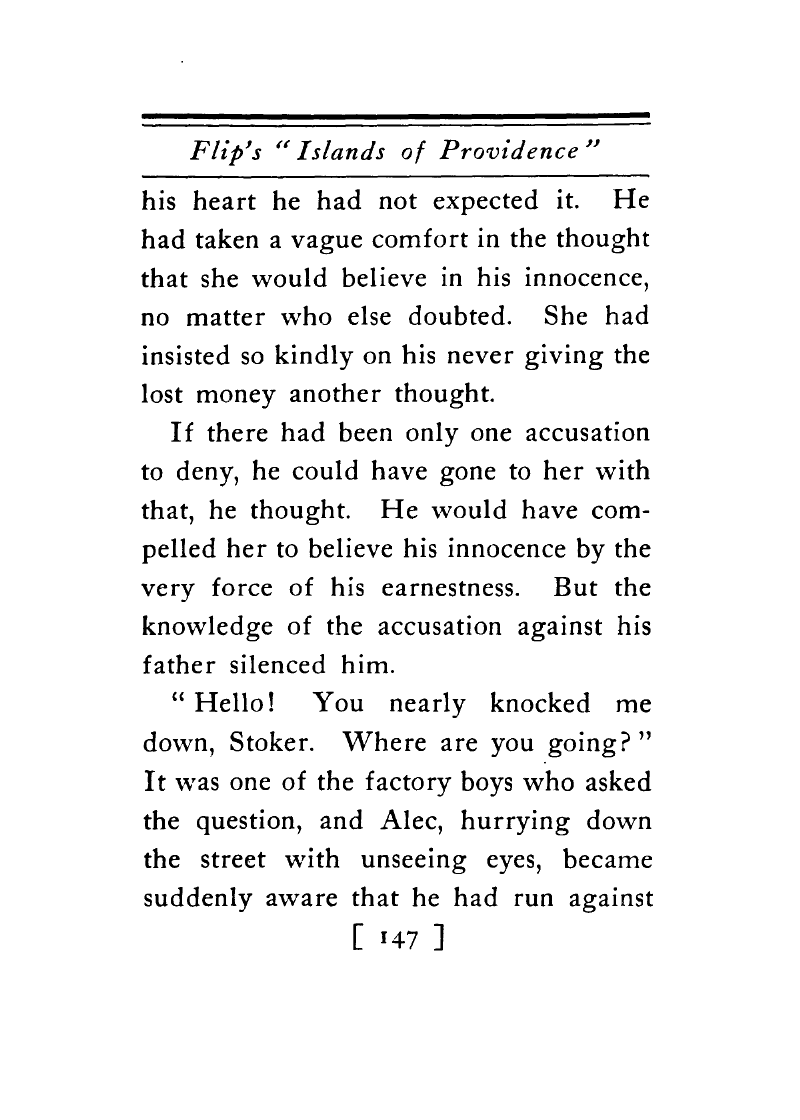 Flip's "Islands of Providence"
his heart he had not expected it. He
had taken a vague comfort in the thought
that she would believe in his innocence,
no matter who else doubted. She had
insisted so kindly on his never giving the
lost money another thought.
If there had been only one accusation
to deny, he could have gone to her with
that, he thought. He would have com-
pelled her to believe his innocence by the
very force of his earnestness. But the
knowledge of the accusation against his
father silenced him.
"Hello! You nearly knocked me
down, Stoker. Where are you going?"
It was one of the factory boys who asked
the question, and Alec, hurrying down
the street with unseeing eyes, became
suddenly aware that he had run against
[ 147 ]